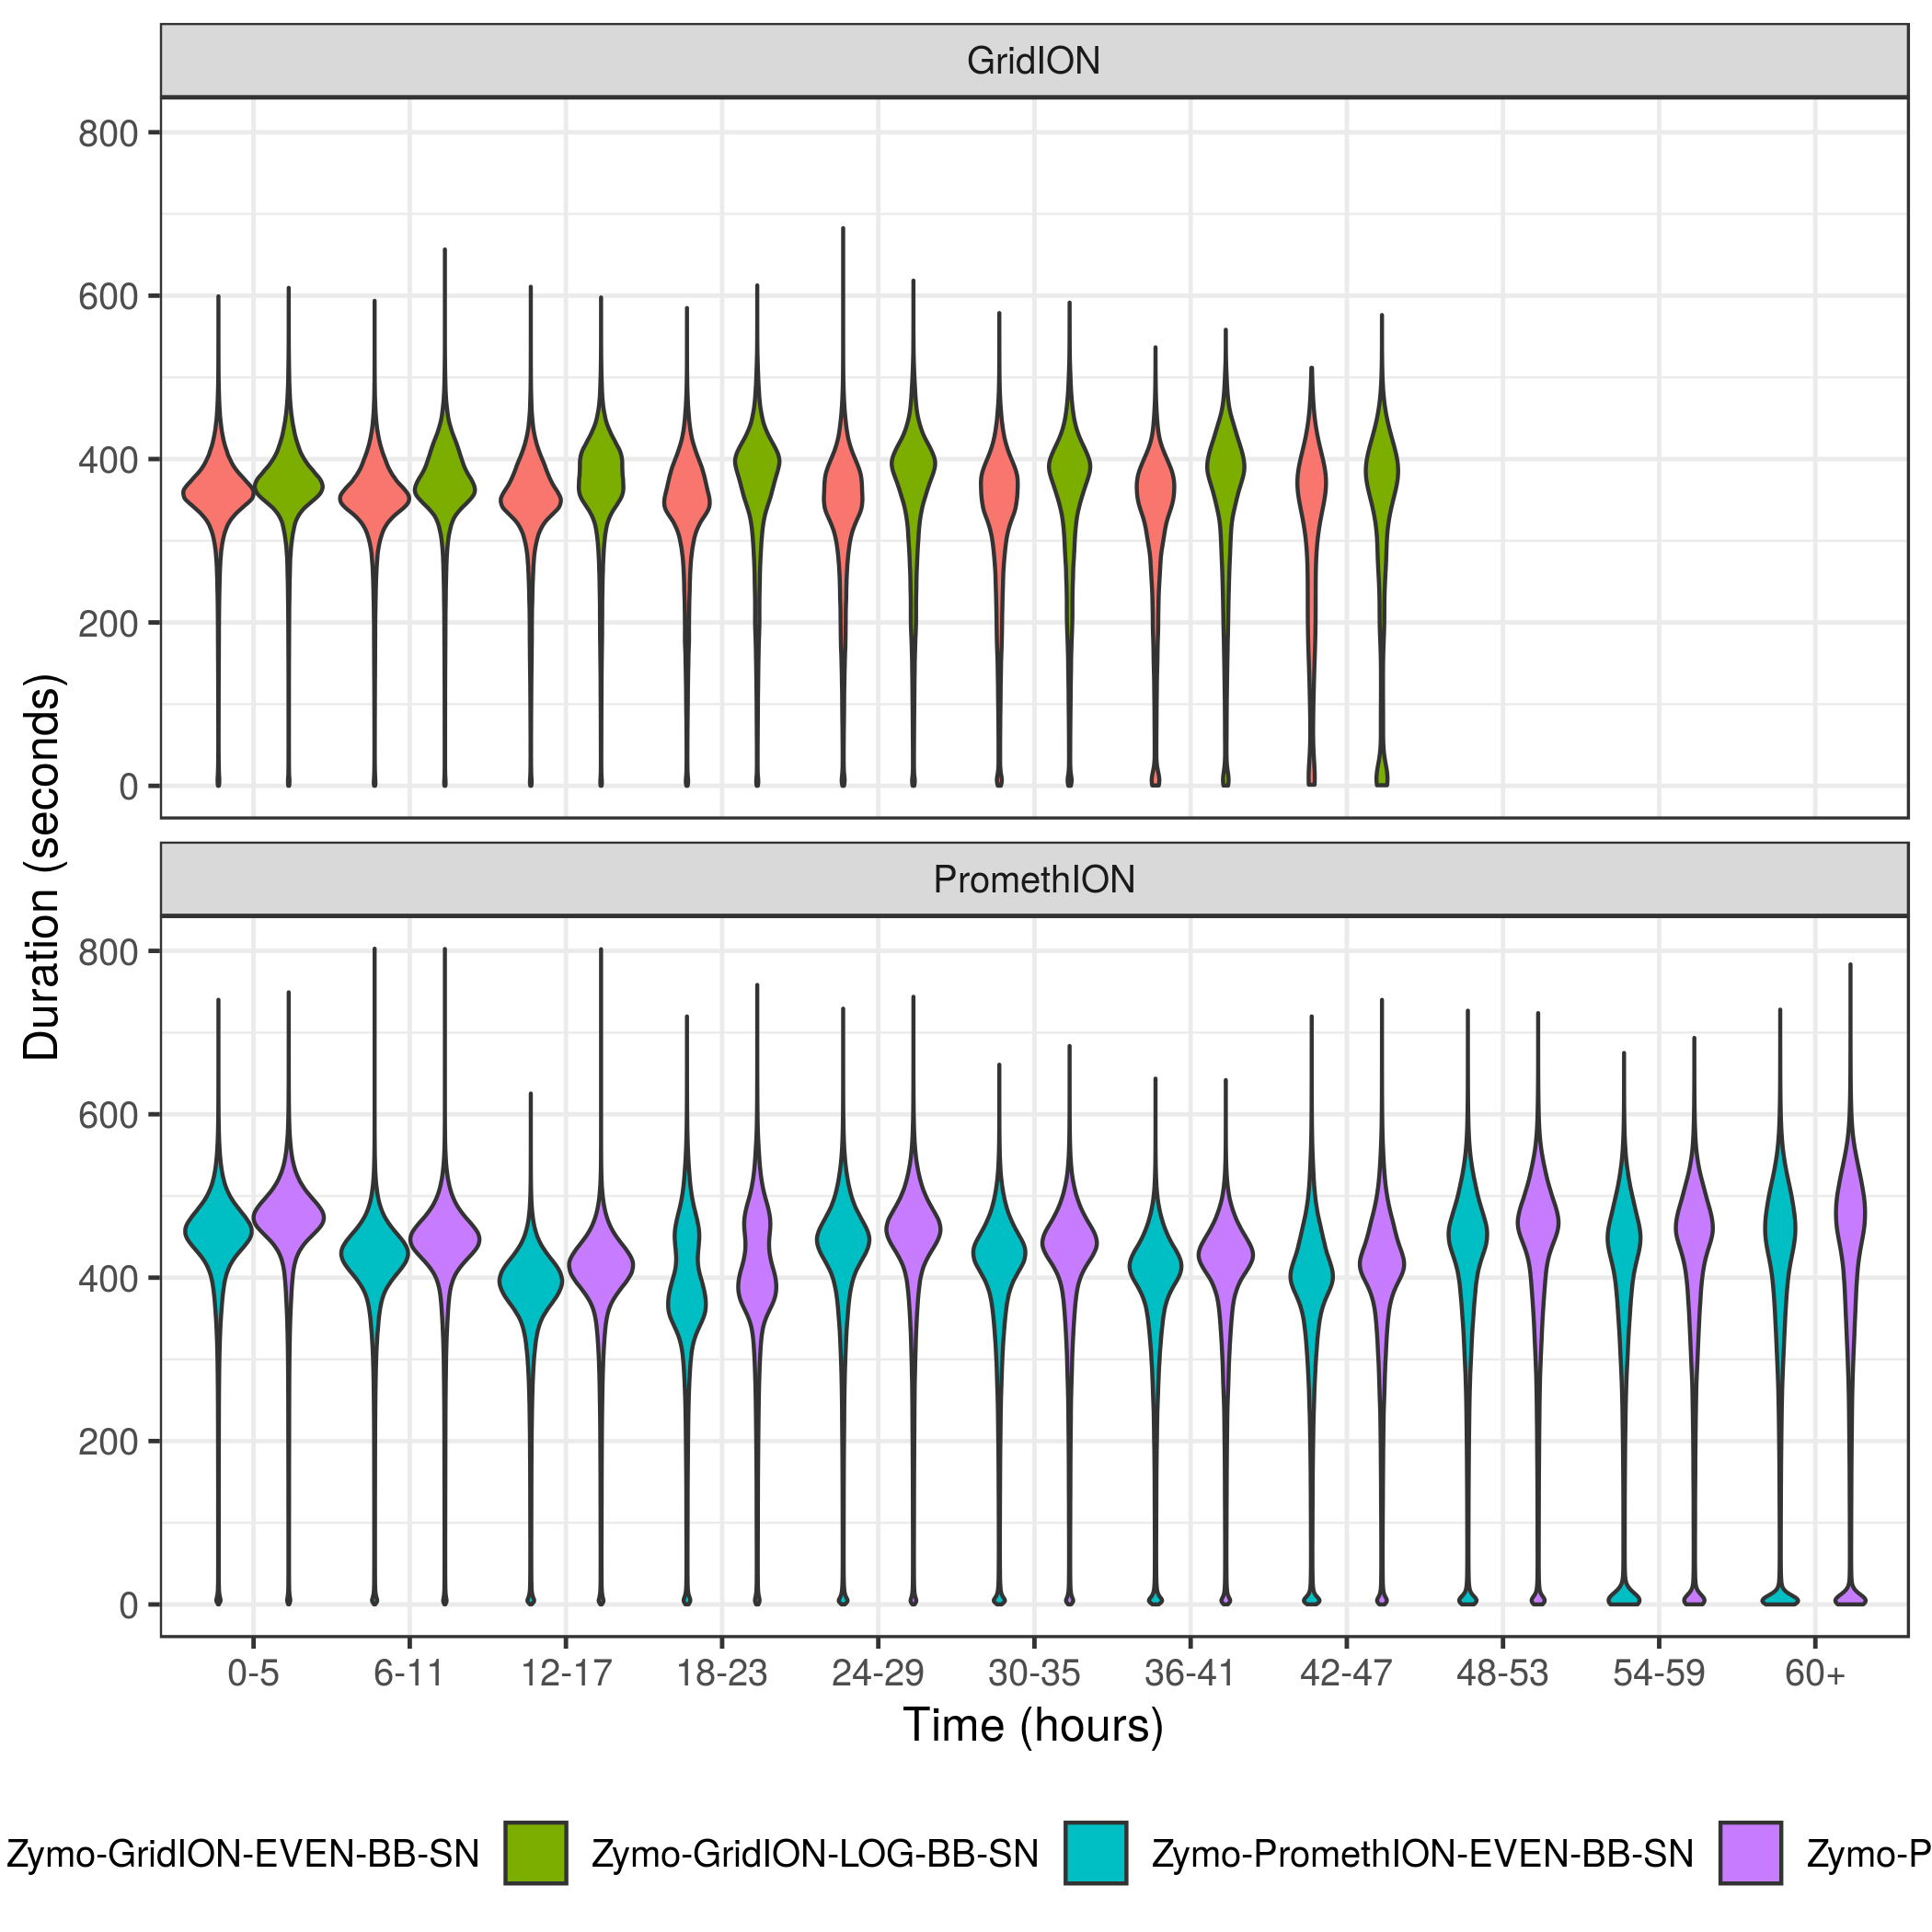 GridION
800
600
400
200
0
Duration (seconds)
PromethION
800
600
400
200
0
0-5 6-11 12-17 18-23 24-29 30-35 36-41 42-47 48-53 54-59 60+
Time (hours)
Zymo-GridION-EVEN-BB-SN Zymo-GridION-LOG-BB-SN Zymo-PromethION-EVEN-BB-SN Zymo-P